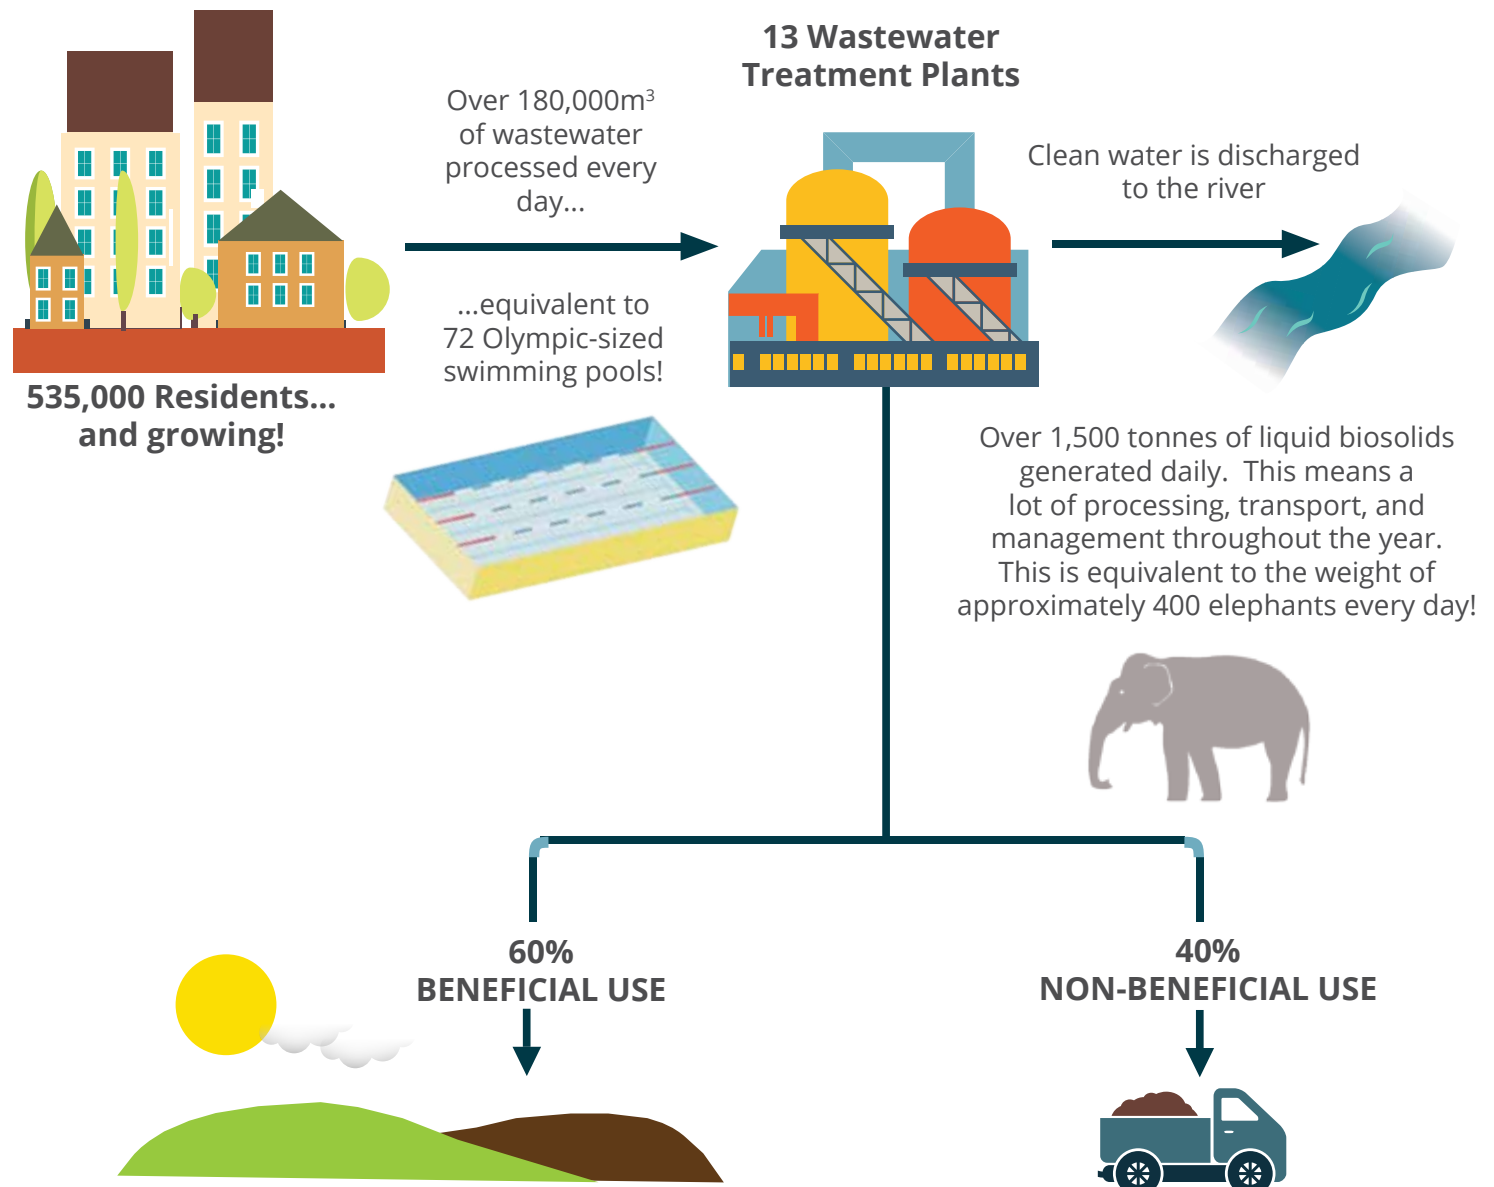 13 Wastewater
Treatment Plants
Over 180,000m³
of wastewater
processed every
day...
Clean water is discharged
to the river
...equivalent to
72 Olympic-sized
swimming pools!
535,000 Residents...
and growing!
Over 1,500 tonnes of liquid biosolids
generated daily.  This means a
lot of processing, transport, and
management throughout the year.
This is equivalent to the weight of
approximately 400 elephants every day!
60%
BENEFICIAL USE
40%
NON-BENEFICIAL USE